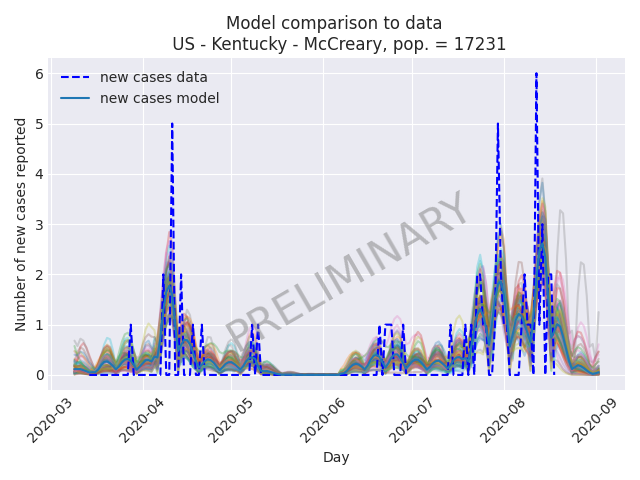 Model comparison to data
US - Kentucky - McCreary, pop. = 17231
new cases data
new cases model
PRELIMINARY
Number of new cases reported
6
5
4
3
2
1
0
2020-03
2020-04
2020-05
2020-06
2020-07
2020-08
2020-09
Day